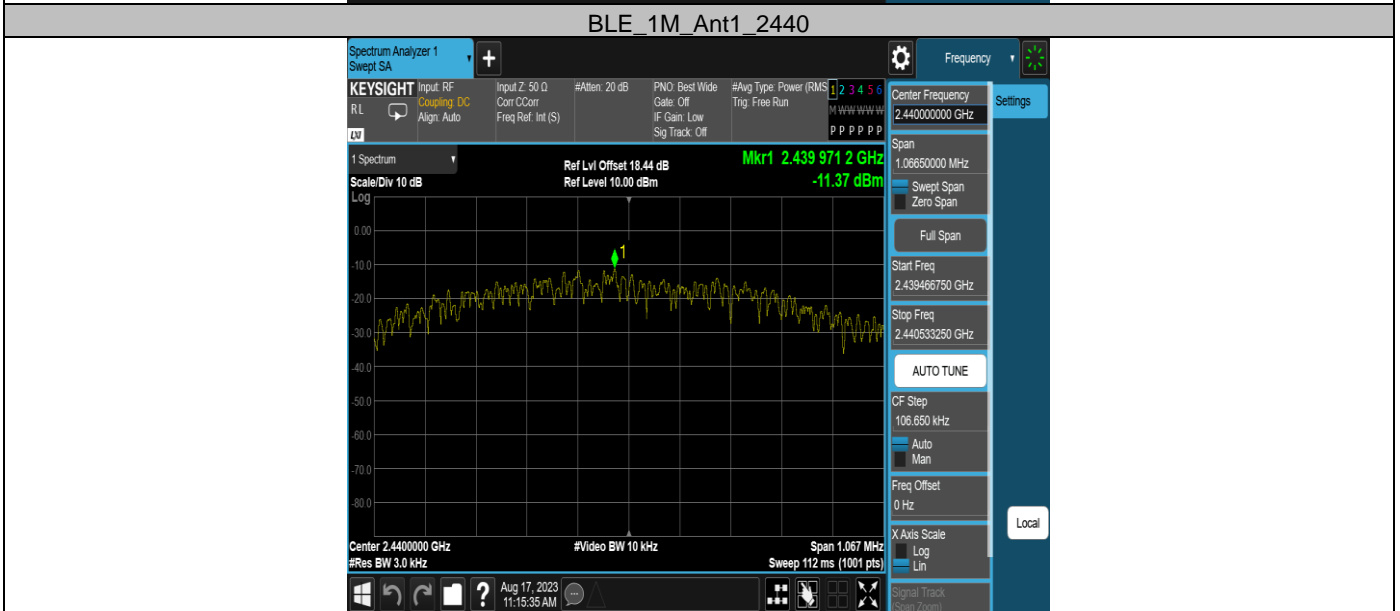 BLE_1M_Ant1_2440
Spectrum Analyzer 1
Swept SA
+
Frequency
KEYSIGHT
RL
LXI
Input: RF
Coupling: DC
Align: Auto
Input Z: 50 Ω
Corr CCorr
Freq Ref: Int (S)
#Atten: 20 dB
PNO: Best Wide
Gate: Off
IF Gain: Low
Sig Track: Off
#Avg Type: Power (RMS
Trig: Free Run
1 2 3 4 5 6
M W W W W W
P P P P P P
1 Spectrum
Scale/Div 10 dB
Log
Ref Lvl Offset 18.44 dB
Ref Level 10.00 dBm
Mkr1 2.439 971 2 GHz
-11.37 dBm
1
0.00
-10.0
-20.0
-30.0
-40.0
-50.0
-60.0
-70.0
-80.0
Center 2.4400000 GHz
#Res BW 3.0 kHz
#Video BW 10 kHz
Span 1.067 MHz
Sweep 112 ms (1001 pts)
?
Aug 17, 2023
11:15:35 AM
Center Frequency
2.440000000 GHz
Span
1.06650000 MHz
Swept Span
Zero Span
Full Span
Start Freq
2.439466750 GHz
Stop Freq
2.440533250 GHz
AUTO TUNE
CF Step
106.650 kHz
Auto
Man
Freq Offset
0 Hz
X Axis Scale
Log
Lin
Signal Track
(Span Zoom)
Settings
Local